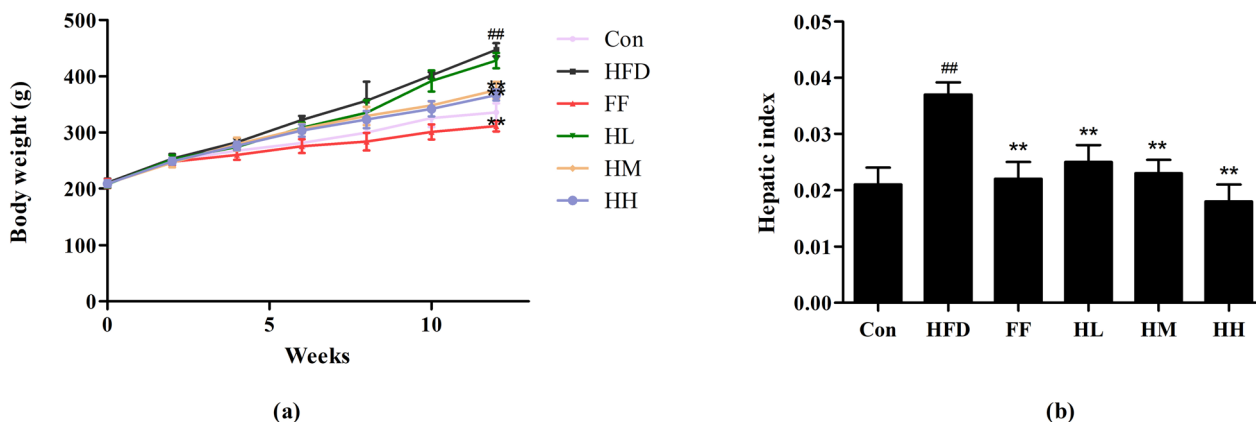 500
400
300
200
100
0
Body weight (g)
0
5
10
Weeks
##
**
**
**
Con
HFD
FF
HL
HM
HH
(a)
0.05
0.04
0.03
0.02
0.01
0.00
Hepatic index
##
**
**
**
**
Con HFD FF HL HM HH
(b)